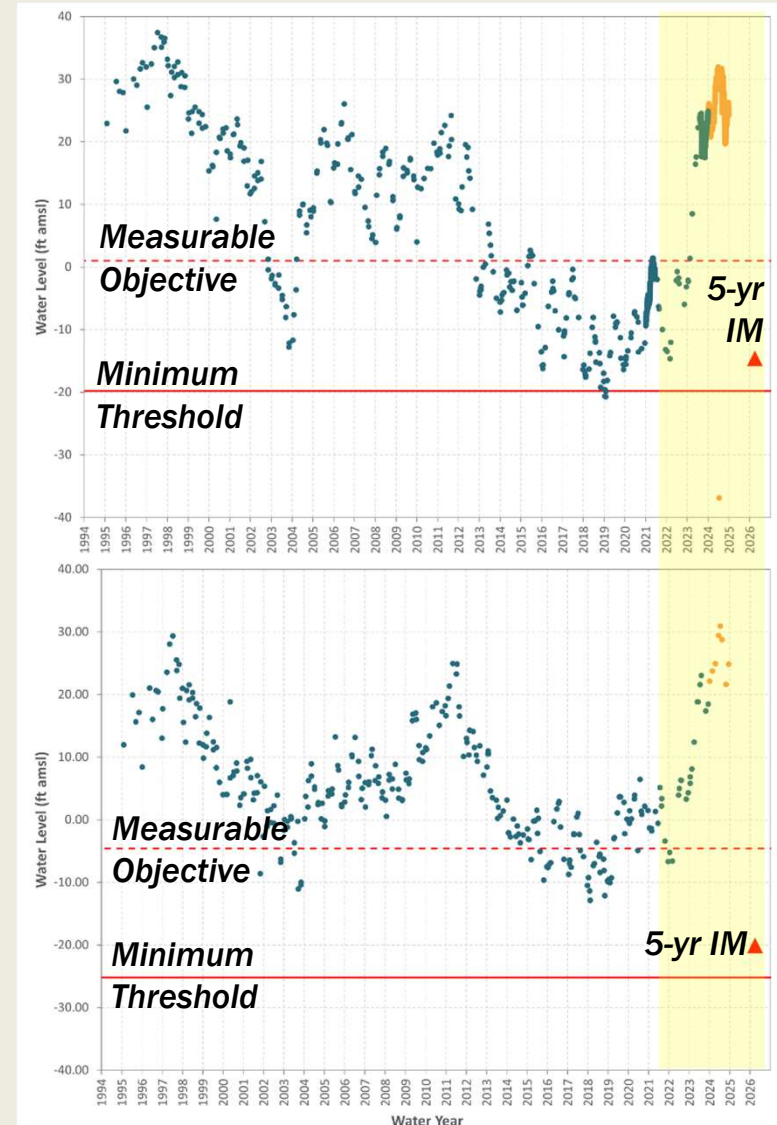 40
30
20
10
0
-10
-20
-30
-40
Water Level (ft amsl)
Measurable
Objective
5-yr
IM
Minimum
Threshold
1994 1995 1996 1997 1998 1999 2000 2001 2002 2003 2004 2005 2006 2007 2008 2009 2010 2011 2012 2013 2014 2015 2016 2017 2018 2019 2020 2021 2022 2023 2024 2025 2026
40.00
30.00
20.00
10.00
0.00
-10.00
-20.00
-30.00
-40.00
Water Level (ft amsl)
Measurable
Objective
5-yr IM
Minimum
Threshold
1994 1995 1996 1997 1998 1999 2000 2001 2002 2003 2004 2005 2006 2007 2008 2009 2010 2011 2012 2013 2014 2015 2016 2017 2018 2019 2020 2021 2022 2023 2024 2025 2026
Water Year